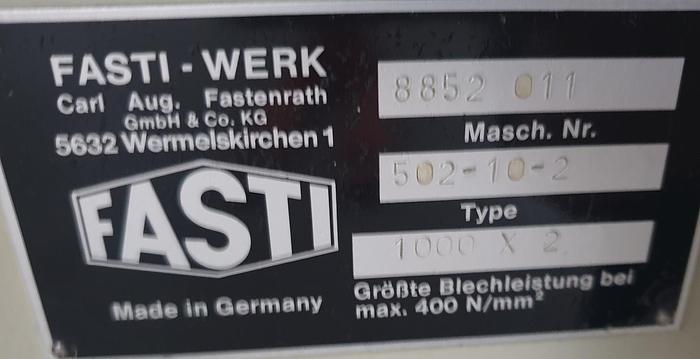 FASTI - WERK
Carl Aug. Fastenrath
GmbH & Co. KG
5632 Wermelskirchen 1
FASTI
Made in Germany
8852 011
Masch. Nr.
502-10-2
Type
1000 X 2
Größte Blechleistung bei
max. 400 N/mm²